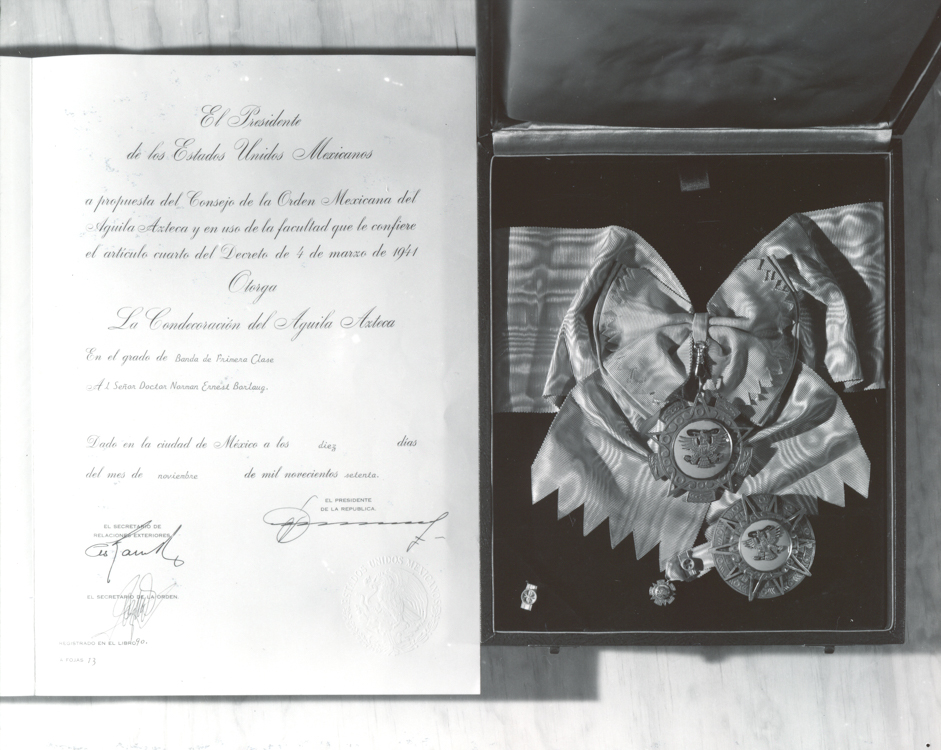 El Presidente
de los Estados Unidos Mexicanos
a propuesta del Consejo de la Orden Mexicana del
Aguila Azteca y en uso de la facultad que le confiere
el artículo cuarto del Decreto de 4 de marzo de 1941
Otorga
La Condecoración del Aguila Azteca
En el grado de Banda de Primera Clase
Al Señor Doctor Norman Ernest Borlaug.
Dado en la ciudad de México a los diez días
del mes de noviembre de mil novecientos setenta.
EL PRESIDENTE
DE LA REPUBLICA.
EL SECRETARIO DE
RELACIONES EXTERIORES
EL SECRETARIO DE LA ORDEN.
REGISTRADO EN EL LIBRO
A FOJAS 73